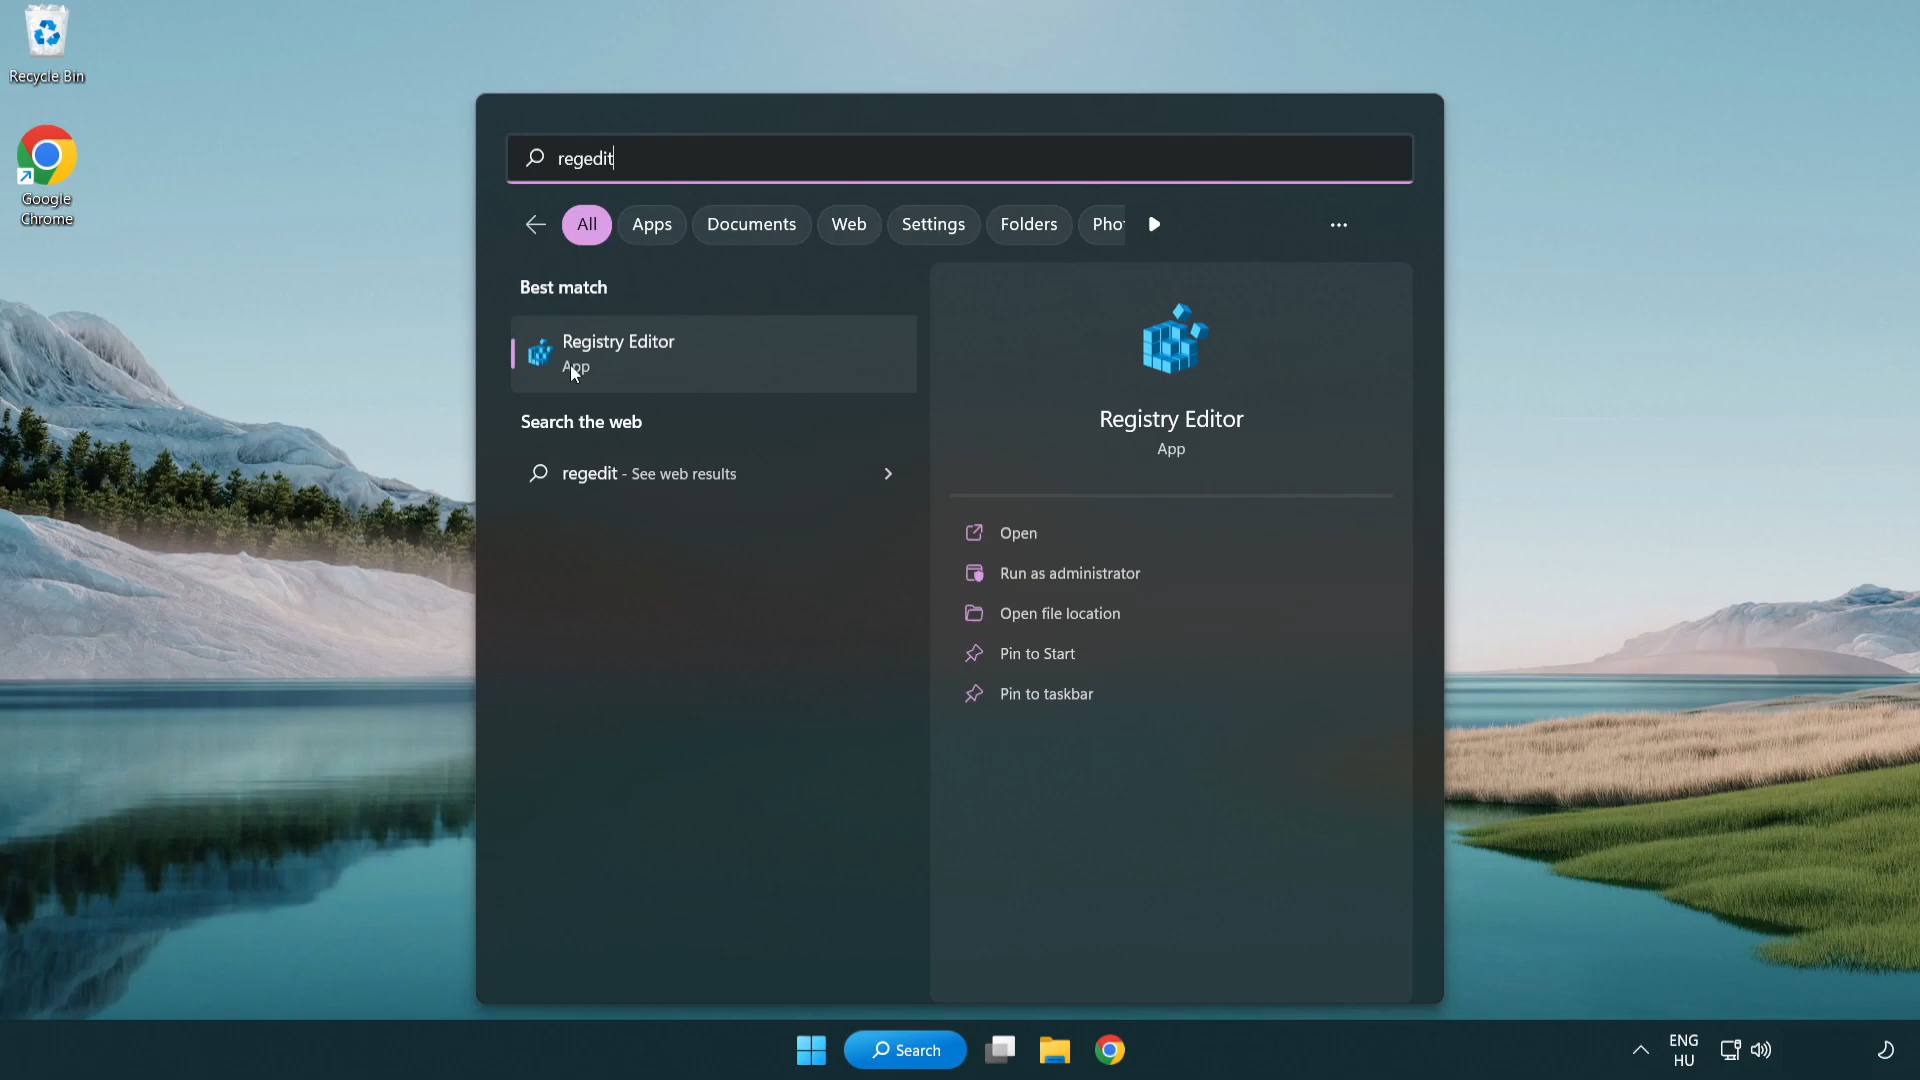 Recycle Bin
Google
Chrome
regedit
All
Apps
Documents
Web
Settings
Folders
Pho
Best match
Registry Editor
App
Search the web
regedit - See web results
Registry Editor
App
Open
Run as administrator
Open file location
Pin to Start
Pin to taskbar
Search
ENG
HU